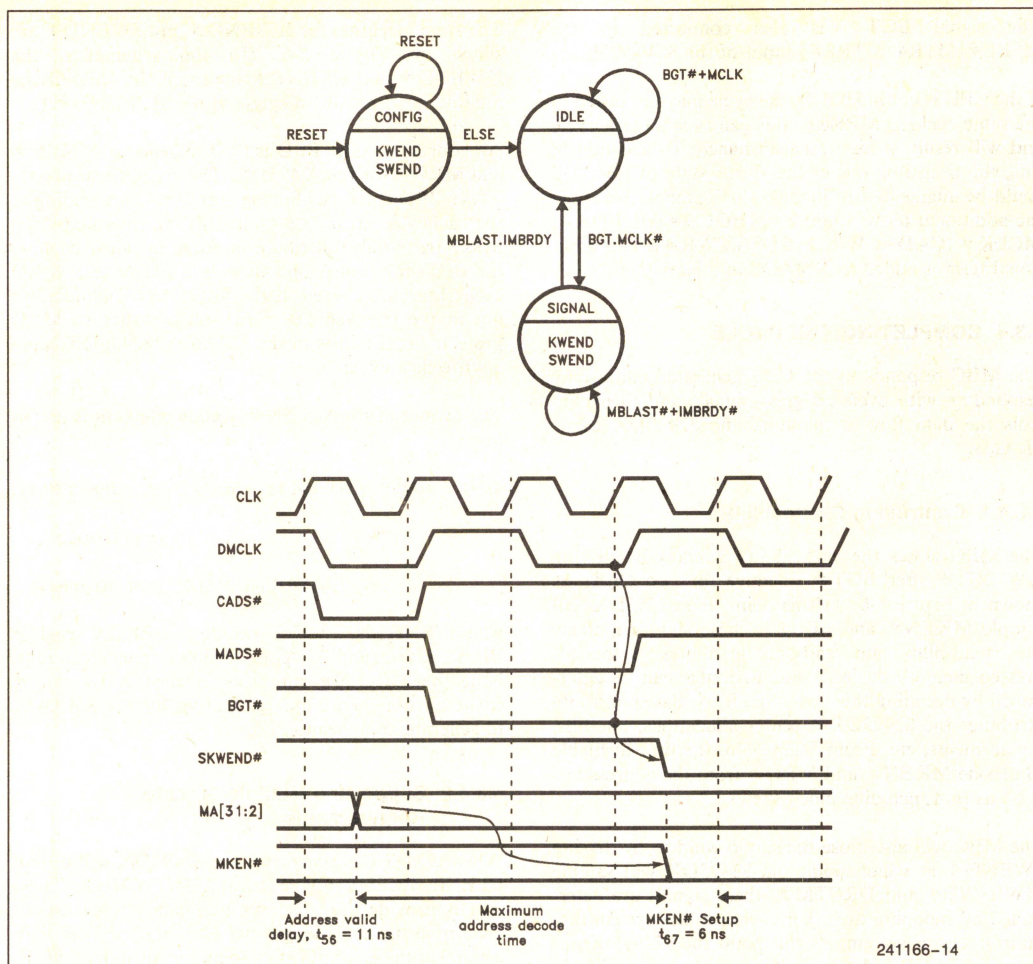 RESET
BGT#+MCLK
CONFIG
IDLE
RESET
ELSE
KWEND
SWEND
MBLAST.IMBRDY
BGT.MCLK#
SIGNAL
KWEND
SWEND
MBLAST#+IMBRDY#
CLK
DMCLK
CADS#
MADS#
BGT#
SKWEND#
MA[31:2]
MKEN#
Address valid
delay, t56 = 11 ns
Maximum
address decode
time
MKEN# Setup
t67 = 6 ns
241166-14